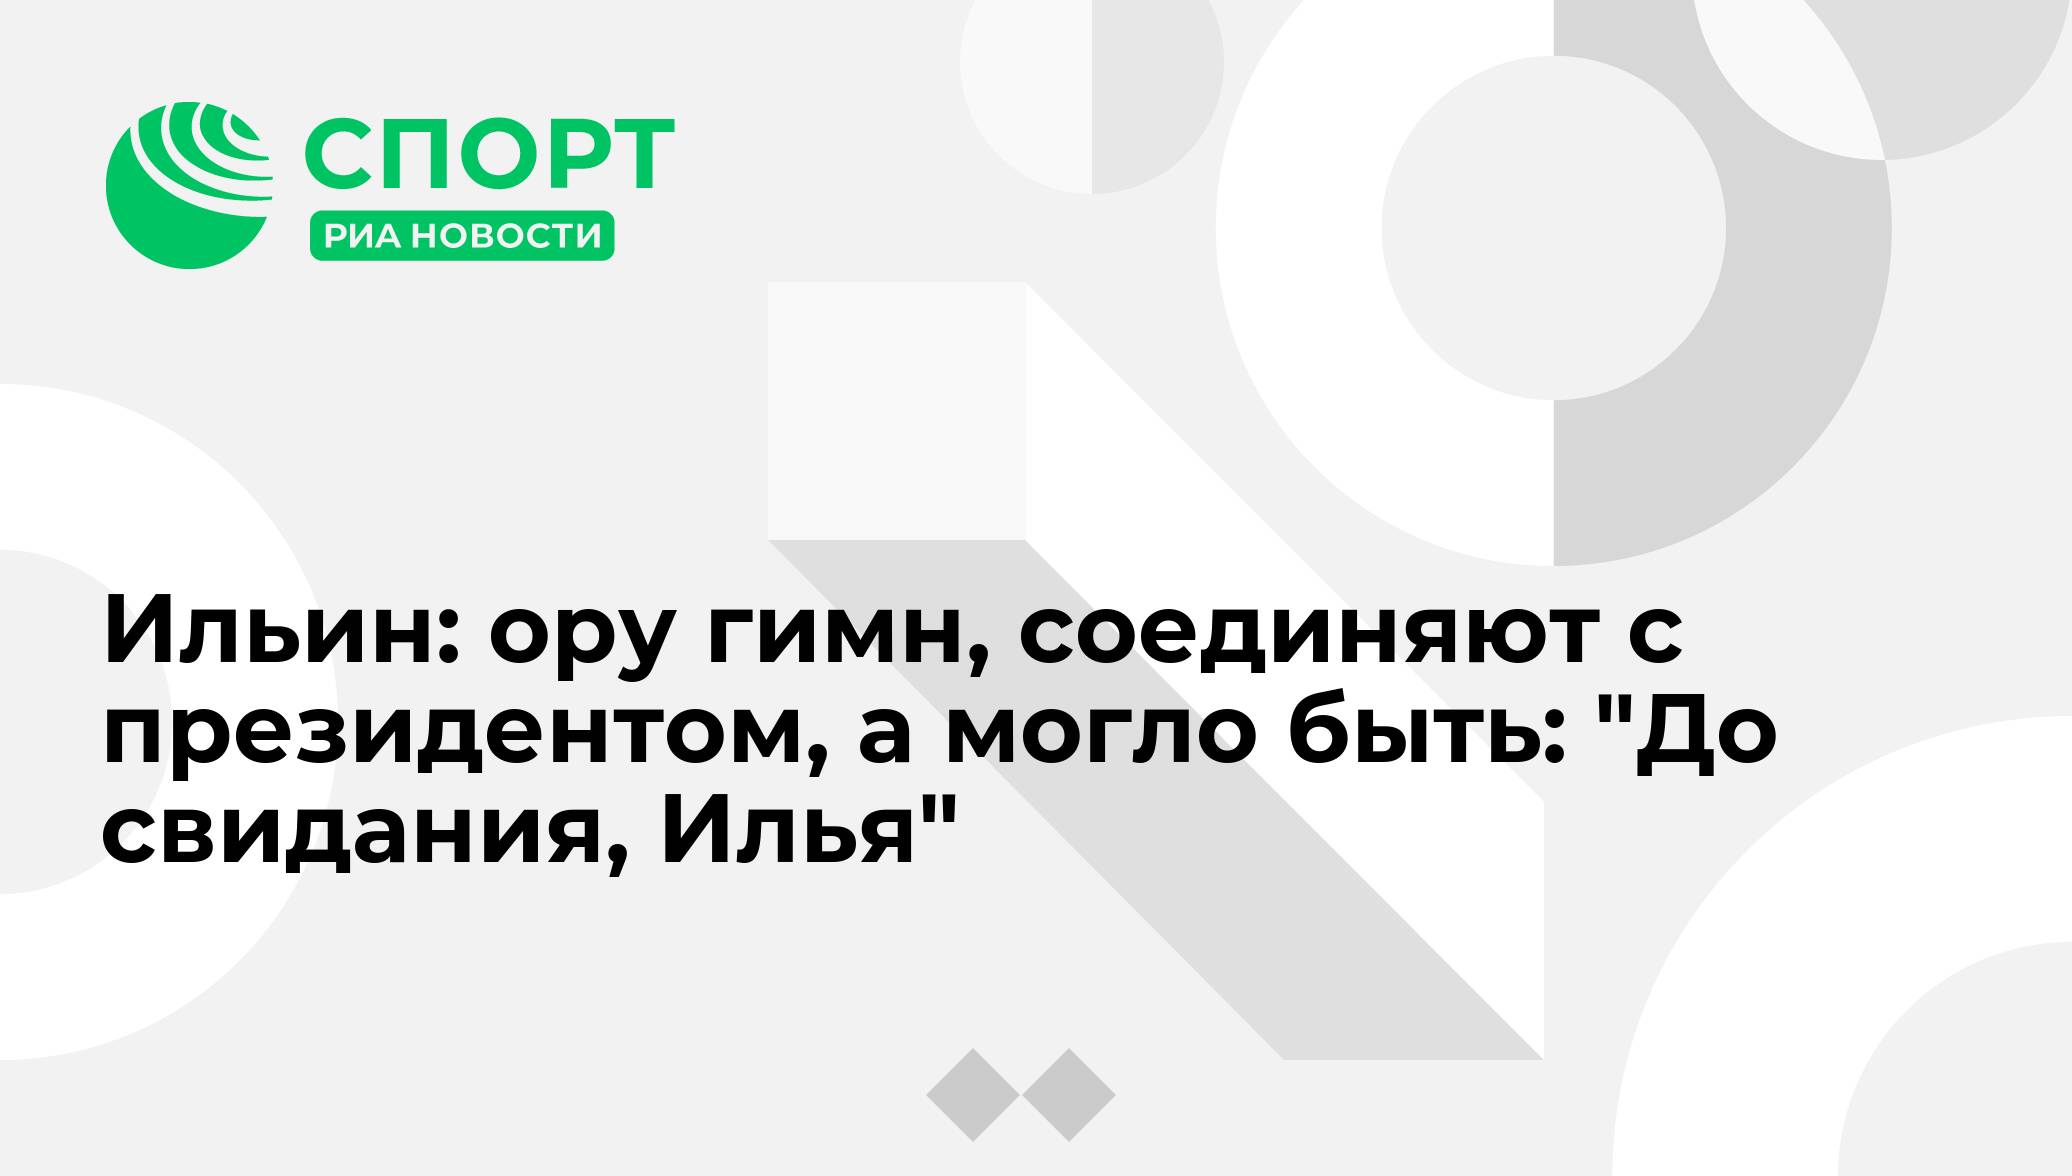 СПОРТ
РИА НОВОСТИ
Ильин: ору гимн, соединяют с
президентом, а могло быть: "До
свидания, Илья"